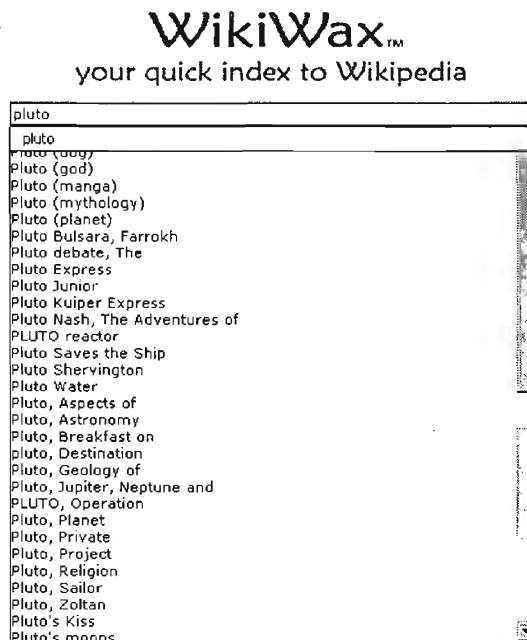 WikiWax™
your quick index to Wikipedia
pluto
pluto
Pluto (dog)
Pluto (god)
Pluto (manga)
Pluto (mythology)
Pluto (planet)
Pluto Bulsara, Farrokh
Pluto debate, The
Pluto Express
Pluto Junior
Pluto Kuiper Express
Pluto Nash, The Adventures of
PLUTO reactor
Pluto Saves the Ship
Pluto Shervington
Pluto Water
Pluto, Aspects of
Pluto, Astronomy
Pluto, Breakfast on
pluto, Destination
Pluto, Geology of
Pluto, Jupiter, Neptune and
PLUTO, Operation
Pluto, Planet
Pluto, Private
Pluto, Project
Pluto, Religion
Pluto, Sailor
Pluto, Zoltan
Pluto's Kiss
Pluto's moons